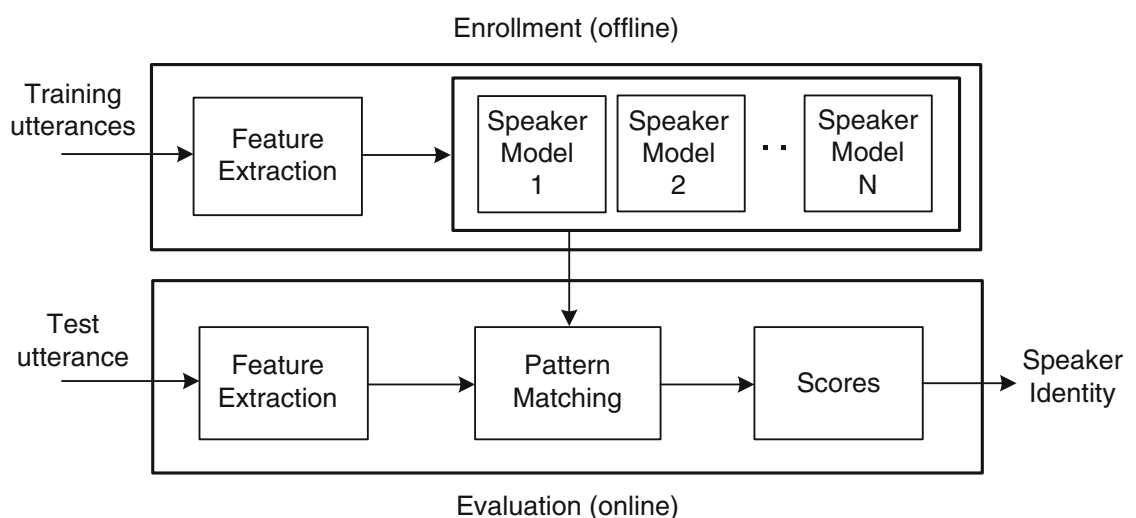 Enrollment (offline)
Training
utterances
Feature
Extraction
Speaker
Model
1
Speaker
Model
2
. .
Speaker
Model
N
Test
utterance
Feature
Extraction
Pattern
Matching
Scores
Speaker
Identity
Evaluation (online)